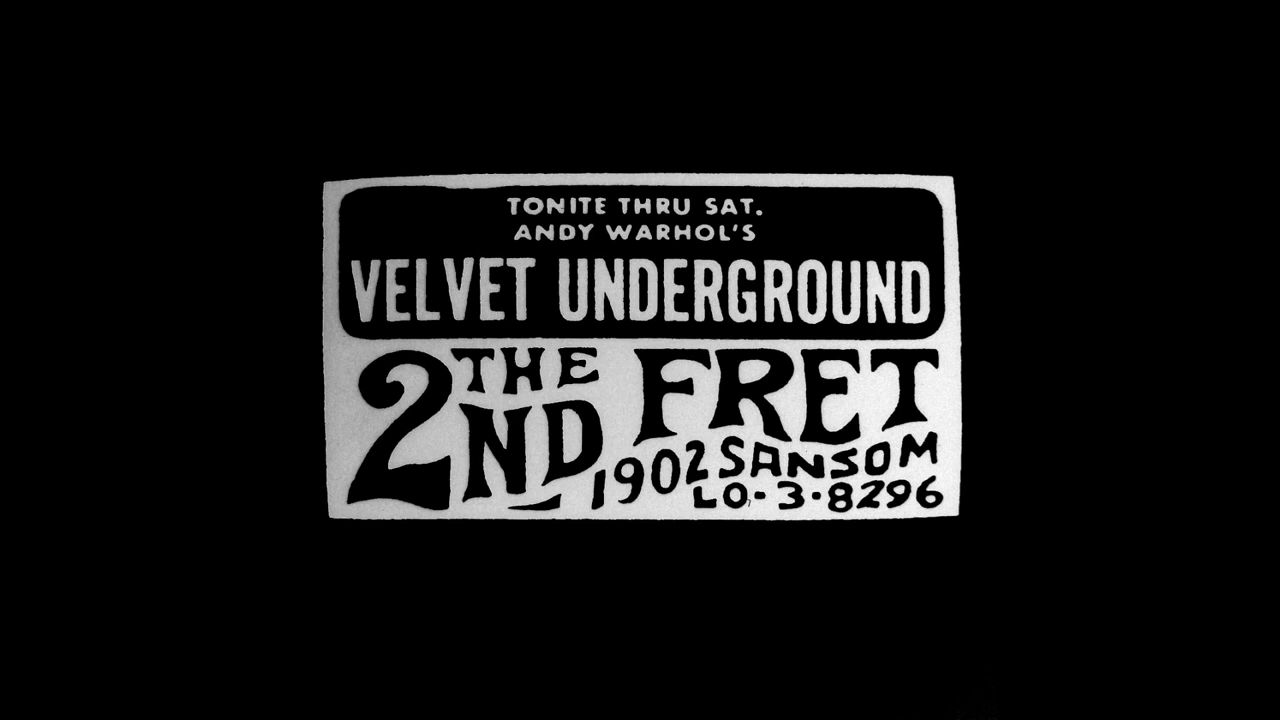 TONITE THRU SAT.
ANDY WARHOL'S
VELVET UNDERGROUND
THE
2ND FRET
1902 SANSOM
LO-3-8296